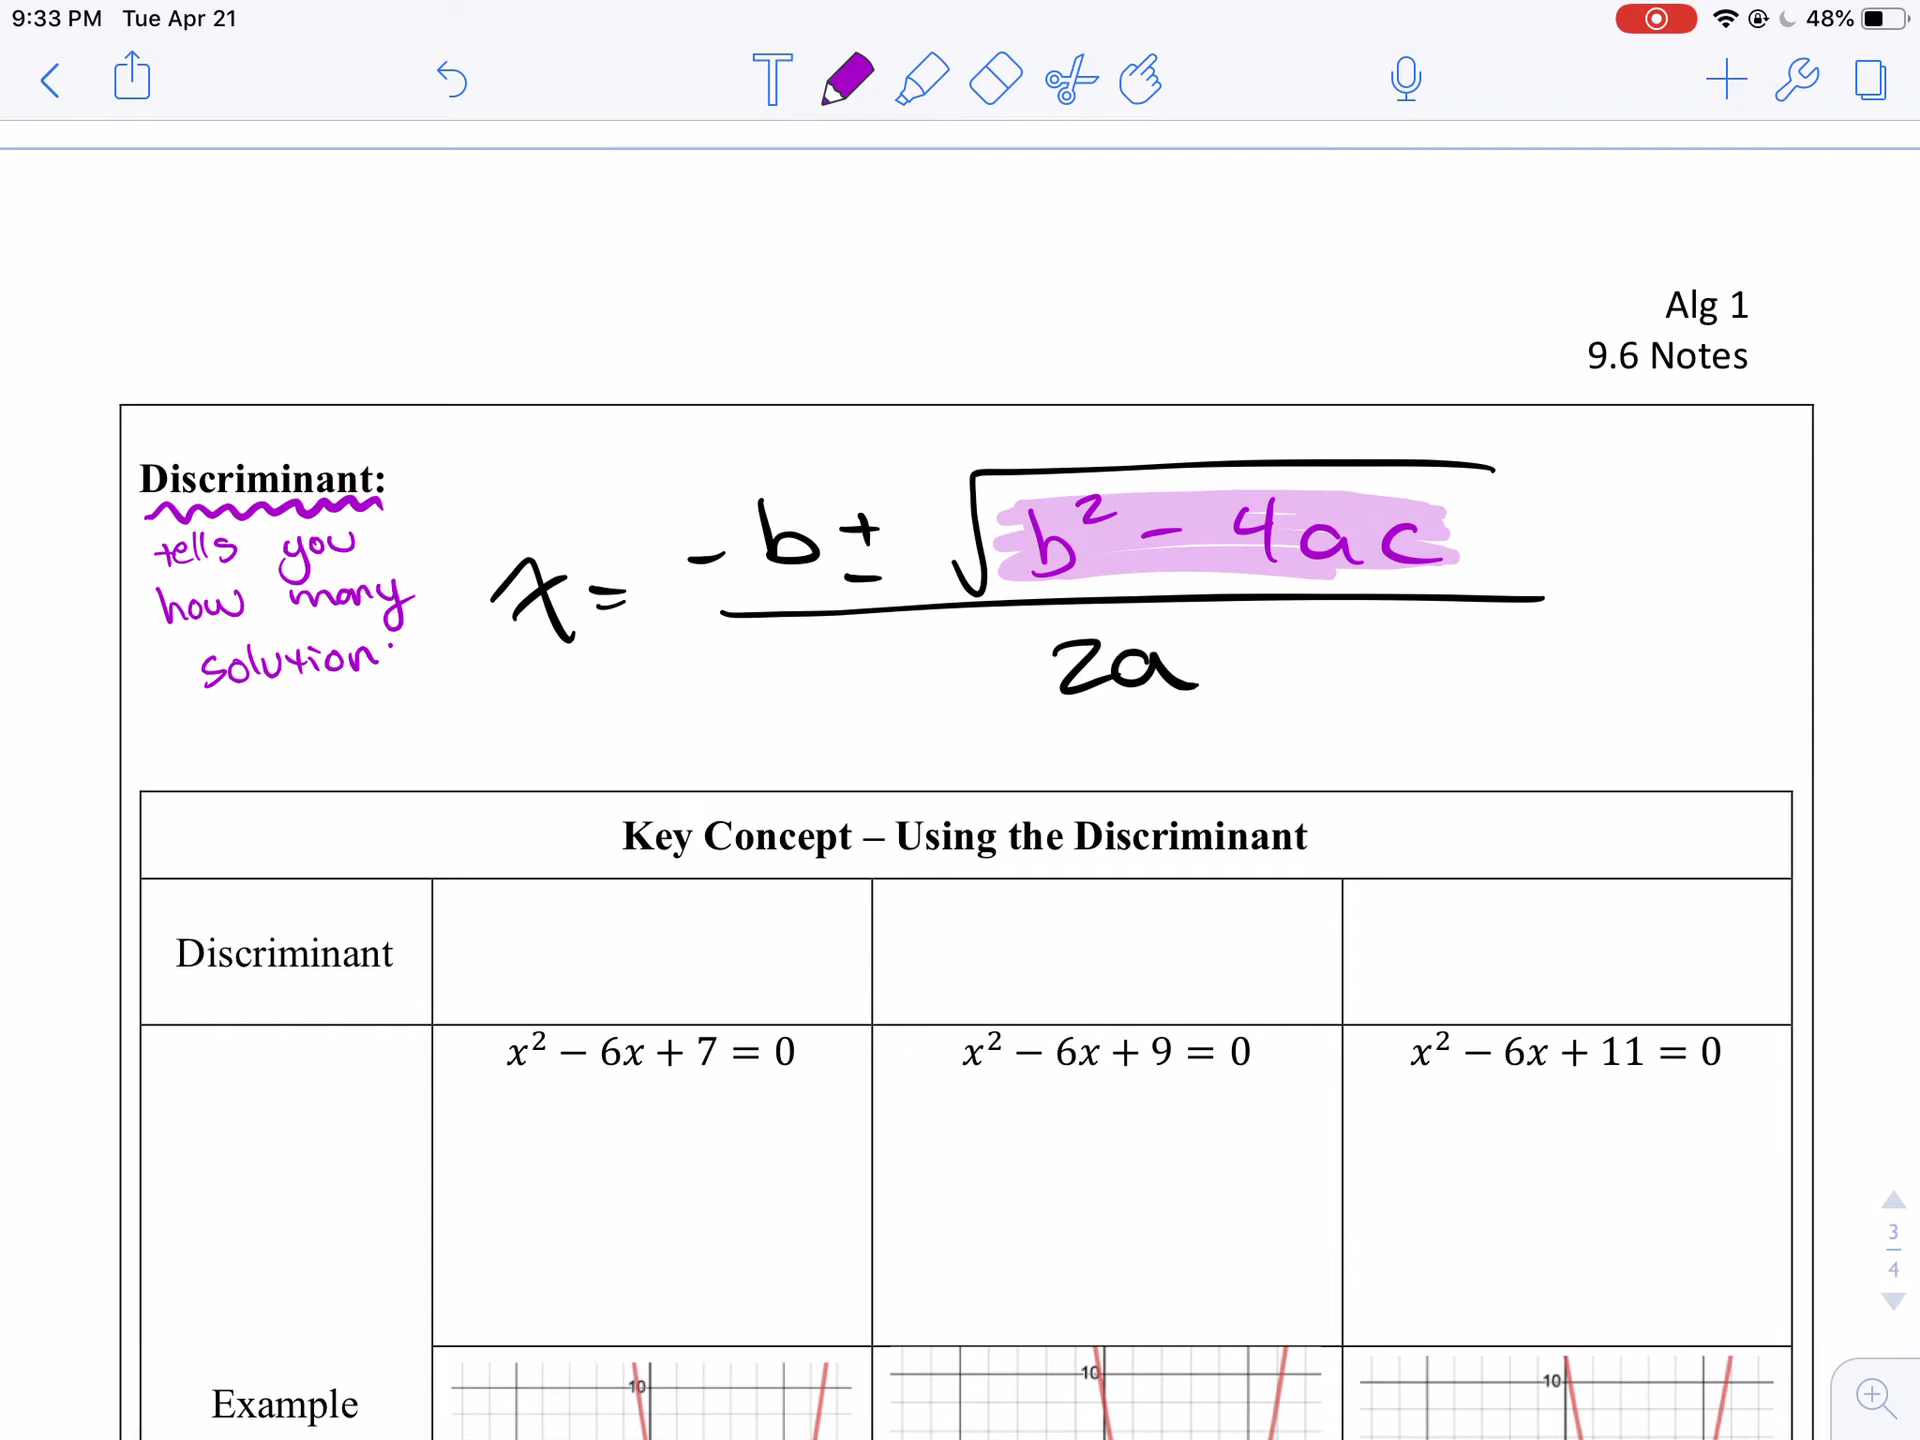 9:33 PM Tue Apr 21
48%
T
Alg 1
9.6 Notes
Discriminant:
tells you
how many
solution.
x = -b ± √b² - 4ac
2a
Key Concept – Using the Discriminant
Discriminant
x² − 6x + 7 = 0
x² − 6x + 9 = 0
x² − 6x + 11 = 0
3
4
Example
10
10
10